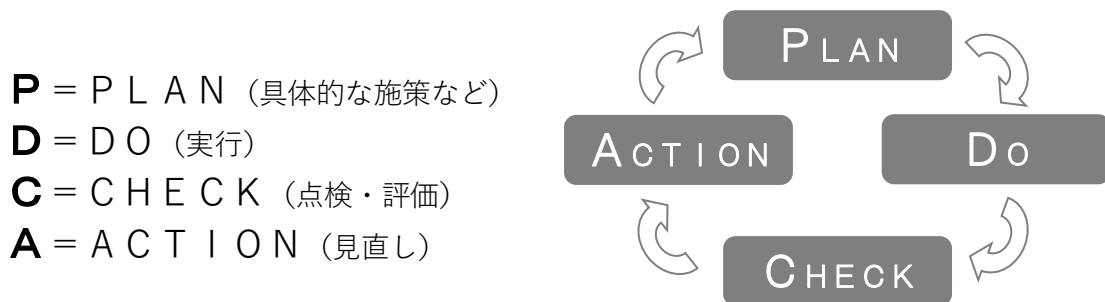 P = PLAN（具体的な施策など）
D = DO（実行）
C = CHECK（点検・評価）
A = ACTION（見直し）
PLAN
ACTION
DO
CHECK